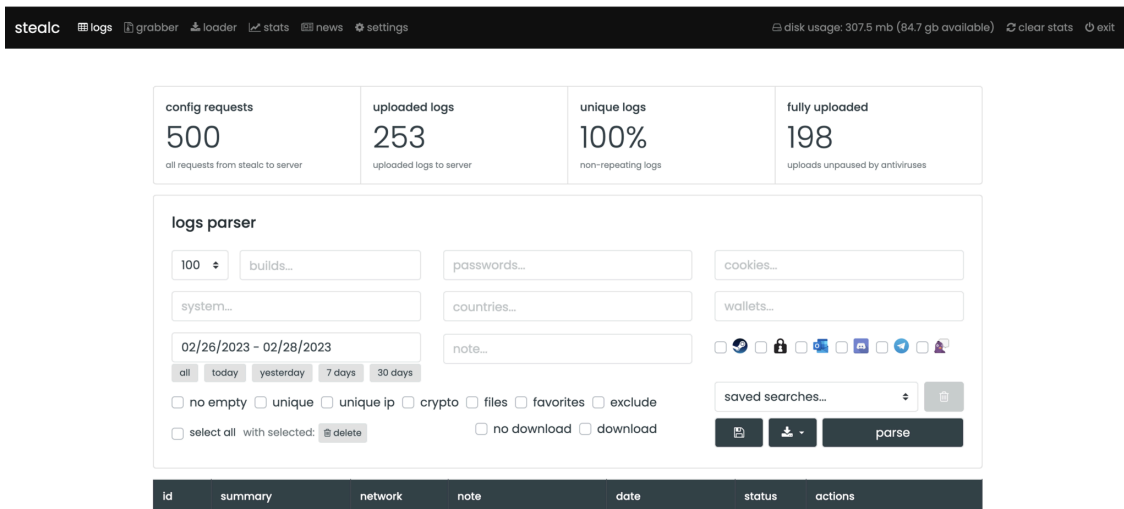 stealc logs grabber loader stats news settings disk usage: 307.5 mb (84.7 gb available) clear stats exit
config requests uploaded logs unique logs fully uploaded
500 253 100% 198
all requests from stealc to server uploaded logs to server non-repeating logs uploads unpaused by antiviruses
logs parser
100 builds... passwords... cookies...
system... countries... wallets...
02/26/2023 - 02/28/2023 note...
all today yesterday 7 days 30 days
no empty unique unique ip crypto files favorites exclude saved searches...
select all with selected: delete no download download parse
id summary network note date status actions